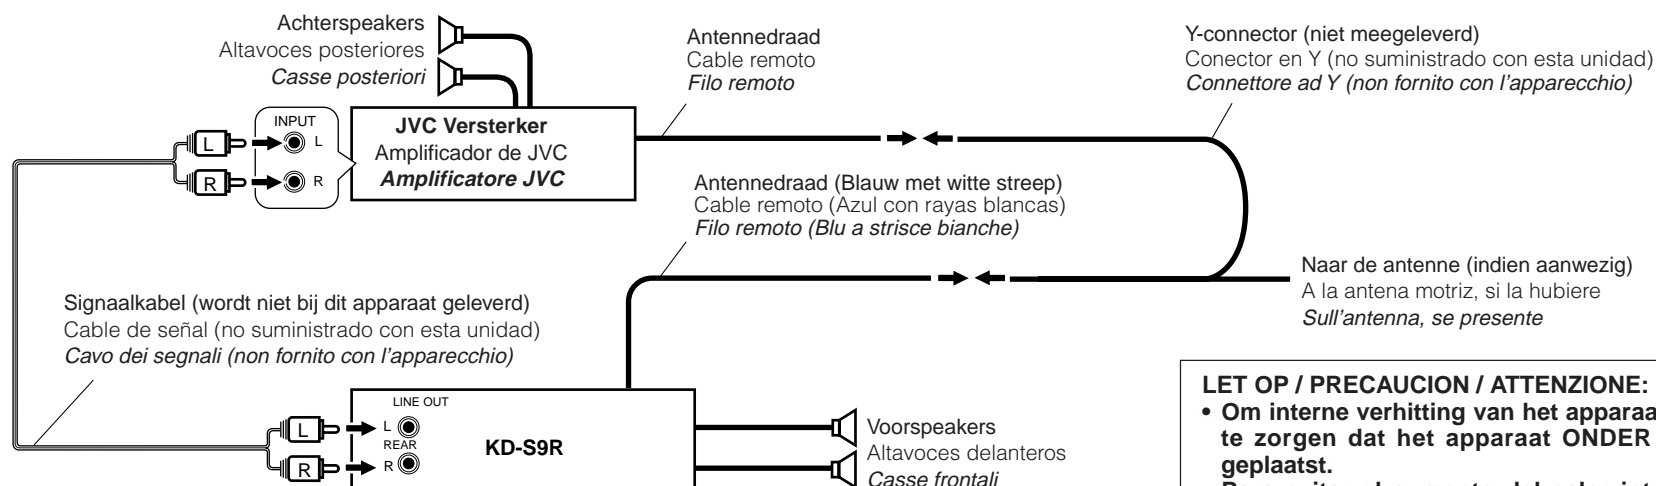 Achterspeakers
Altavoces posteriores
Casse posteriori
Antennedraad
Cable remoto
Filo remoto
Y-connector (niet meegeleverd)
Conector en Y (no suministrado con esta unidad)
Connettore ad Y (non fornito con l'apparecchio)
INPUT
L
L
R
R
JVC Versterker
Amplificador de JVC
Amplificatore JVC
Antennedraad (Blauw met witte streep)
Cable remoto (Azul con rayas blancas)
Filo remoto (Blu a strisce bianche)
Naar de antenne (indien aanwezig)
A la antena motriz, si la hubiere
Sull'antenna, se presente
Signaalkabel (wordt niet bij dit apparaat geleverd)
Cable de señal (no suministrado con esta unidad)
Cavo dei segnali (non fornito con l'apparecchio)
LINE OUT
L
L
REAR
R
R
KD-S9R
Voorspeakers
Altavoces delanteros
Casse frontali
LET OP / PRECAUCION / ATTENZIONE:
• Om interne verhitting van het apparaa
te zorgen dat het apparaat ONDER
geplaatst.